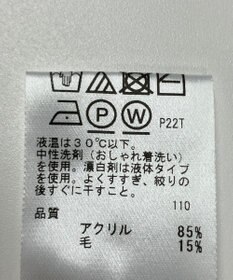 P W P22T
液温は30℃以下。
中性洗剤（おしゃれ着洗い）
を使用。漂白剤は液体タイプ
を使用。よくすすぎ、絞りの
後すぐに干すこと。
110
品質
アクリル 85%
毛 15%